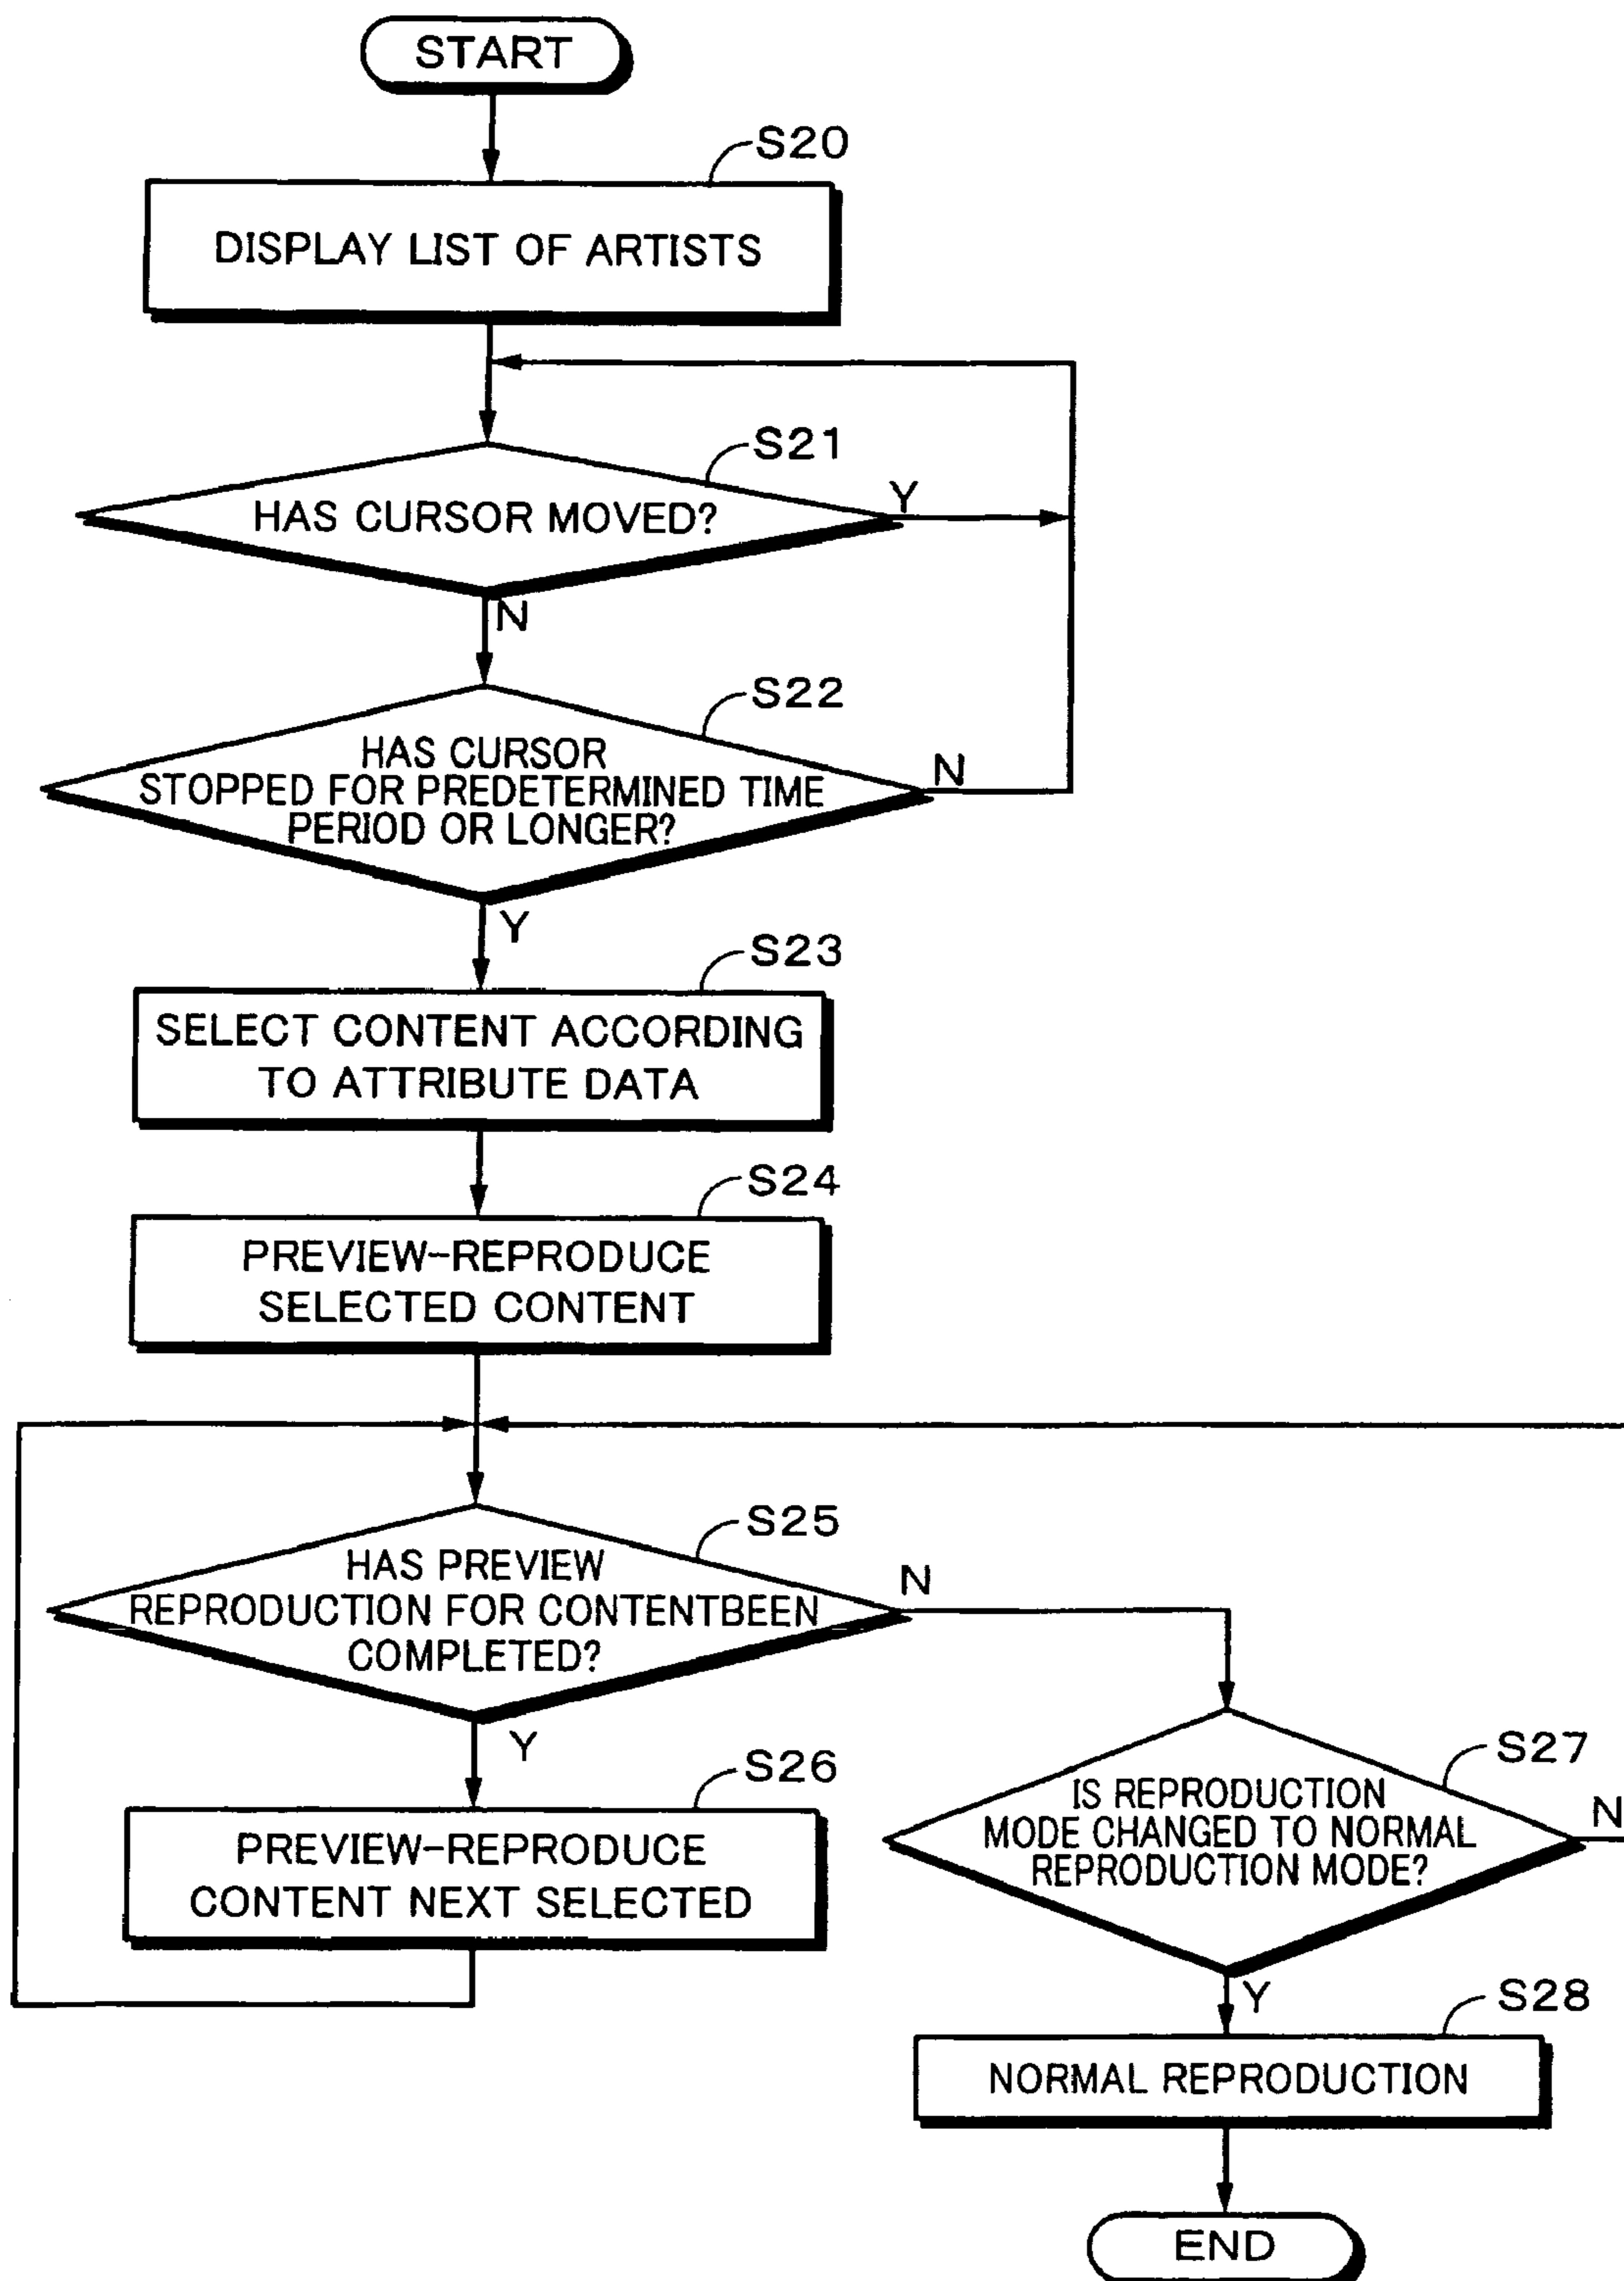 START
S20
DISPLAY LIST OF ARTISTS
S21
HAS CURSOR MOVED?
Y
N
S22
HAS CURSOR
STOPPED FOR PREDETERMINED TIME
PERIOD OR LONGER?
N
Y
S23
SELECT CONTENT ACCORDING
TO ATTRIBUTE DATA
S24
PREVIEW-REPRODUCE
SELECTED CONTENT
S25
HAS PREVIEW
REPRODUCTION FOR CONTENTBEEN
COMPLETED?
N
Y
S26
PREVIEW-REPRODUCE
CONTENT NEXT SELECTED
S27
IS REPRODUCTION
MODE CHANGED TO NORMAL
REPRODUCTION MODE?
N
Y
S28
NORMAL REPRODUCTION
END